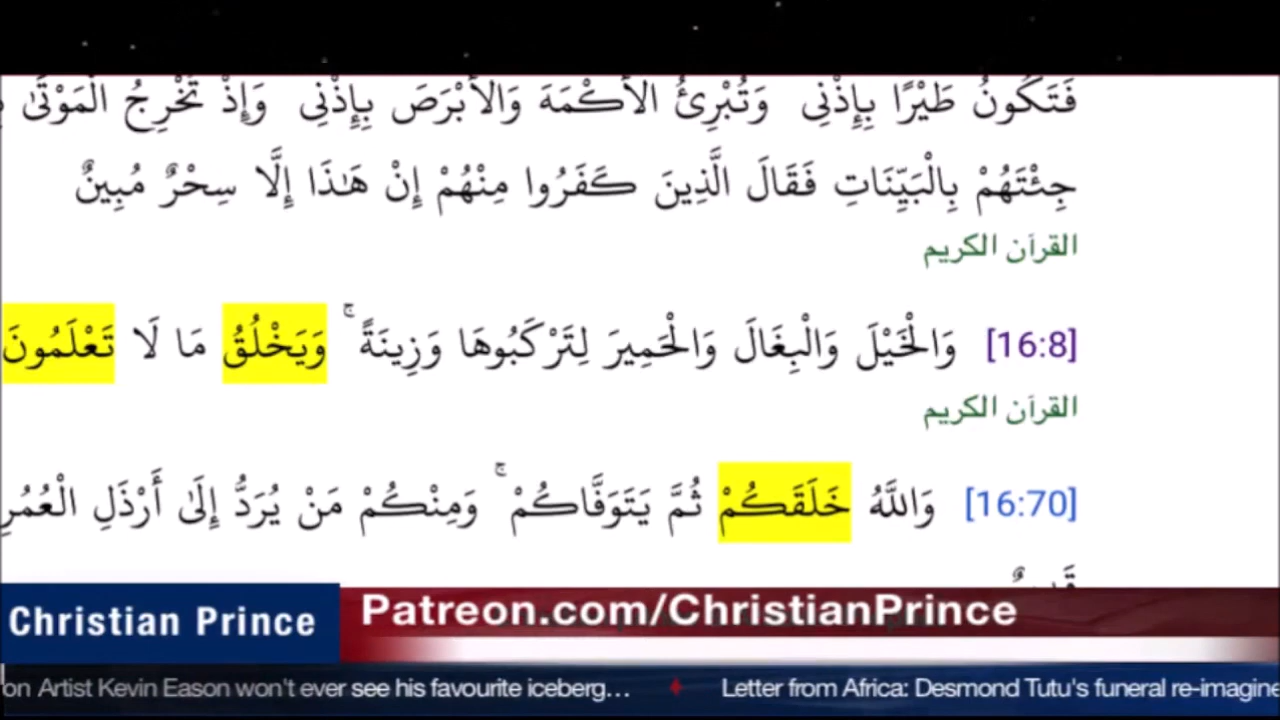 فَتَكُونُ طَيْرًا بِإِذْنِي وَتُبْرِئُ الْأَكْمَهَ وَالْأَبْرَصَ بِإِذْنِي وَإِذْ تُخْرِجُ الْمَوْتَىٰ
جِئْتَهُمْ بِالْبَيِّنَاتِ فَقَالَ الَّذِينَ كَفَرُوا مِنْهُمْ إِنْ هَٰذَا إِلَّا سِحْرٌ مُبِينٌ
القرآن الكريم
[16:8] وَالْخَيْلَ وَالْبِغَالَ وَالْحَمِيرَ لِتَرْكَبُوهَا وَزِينَةً ۚ وَيَخْلُقُ مَا لَا تَعْلَمُونَ
القرآن الكريم
[16:70] وَاللَّهُ خَلَقَكُمْ ثُمَّ يَتَوَفَّاكُمْ ۚ وَمِنْكُمْ مَنْ يُرَدُّ إِلَىٰ أَرْذَلِ الْعُمُرِ
Christian Prince
Patreon.com/ChristianPrince
on Artist Kevin Eason won't ever see his favourite iceberg... ♦ Letter from Africa: Desmond Tutu's funeral re-imagine